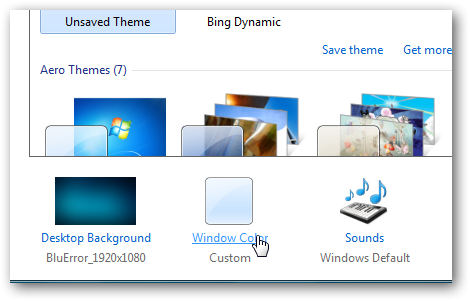 Unsaved Theme Bing Dynamic
Save theme Get more
Aero Themes (7)
Desktop Background Window Color Sounds
BluError_1920x1080 Custom Windows Default